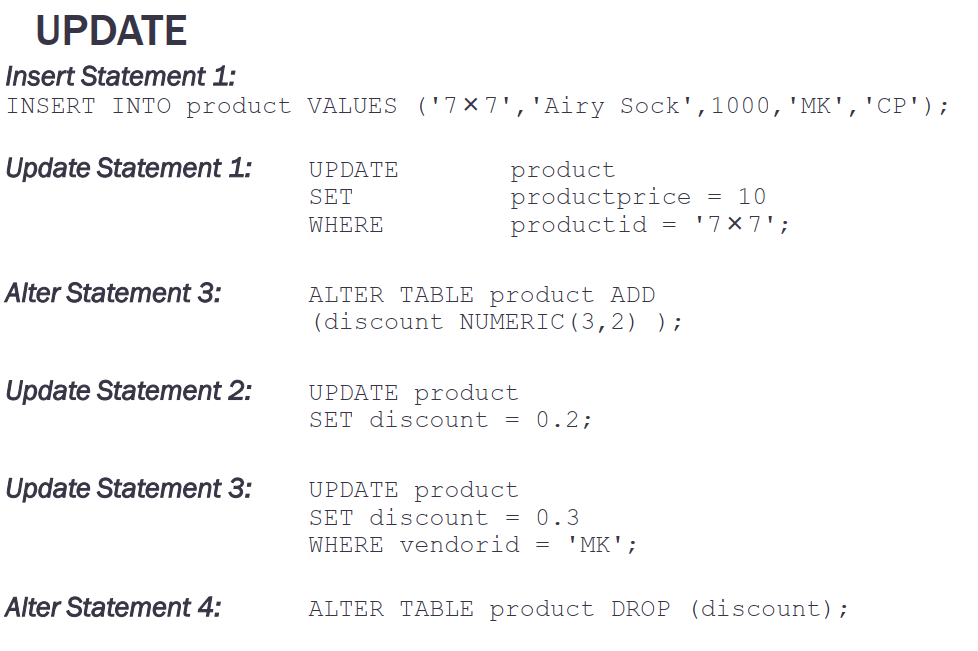 UPDATE
Insert Statement 1:
INSERT INTO product VALUES ('7×7','Airy Sock',1000,'MK','CP');
Update Statement 1: UPDATE product
SET productprice = 10
WHERE productid = '7×7';
Alter Statement 3: ALTER TABLE product ADD
(discount NUMERIC(3,2) );
Update Statement 2: UPDATE product
SET discount = 0.2;
Update Statement 3: UPDATE product
SET discount = 0.3
WHERE vendorid = 'MK';
Alter Statement 4: ALTER TABLE product DROP (discount);